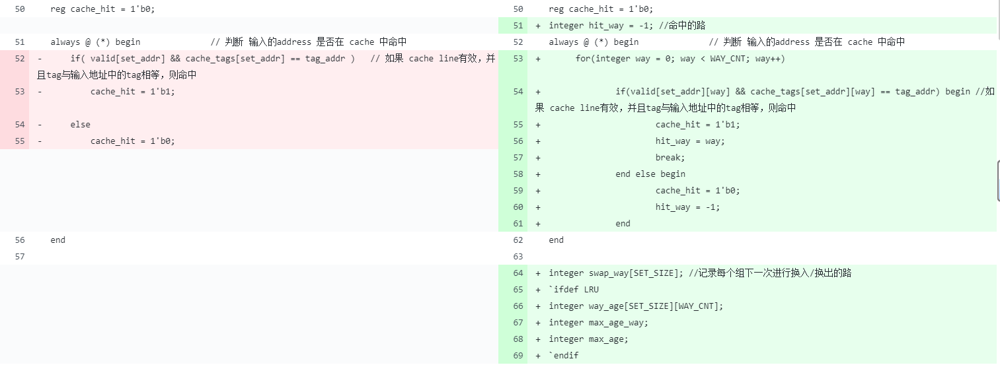 50 reg cache_hit = 1'b0;
51 always @ (*) begin // 判断 输入的address 是否在 cache 中命中
52 - if( valid[set_addr] && cache_tags[set_addr] == tag_addr ) // 如果 cache line有效，并
且tag与输入地址中的tag相等，则命中
53 - cache_hit = 1'b1;
54 - else
55 - cache_hit = 1'b0;
56 end
57
50 reg cache_hit = 1'b0;
51 + integer hit_way = -1; //命中的路
52 always @ (*) begin // 判断 输入的address 是否在 cache 中命中
53 + for(integer way = 0; way < WAY_CNT; way++)
54 + if(valid[set_addr][way] && cache_tags[set_addr][way] == tag_addr) begin //如
果 cache line有效，并且tag与输入地址中的tag相等，则命中
55 + cache_hit = 1'b1;
56 + hit_way = way;
57 + break;
58 + end else begin
59 + cache_hit = 1'b0;
60 + hit_way = -1;
61 + end
62 end
63
64 + integer swap_way[SET_SIZE]; //记录每个组下一次进行换入/换出的路
65 + `ifdef LRU
66 + integer way_age[SET_SIZE][WAY_CNT];
67 + integer max_age_way;
68 + integer max_age;
69 + `endif